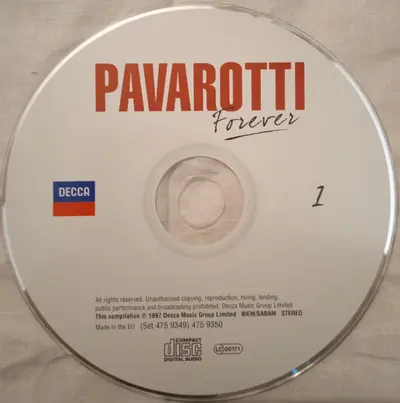 PAVAROTTI
Forever
DECCA
1
All rights reserved. Unauthorised copying, reproduction, hiring, lending,
public performance and broadcasting prohibited. Decca Music Group Limited
This compilation ℗ 1997 Decca Music Group Limited BIEM/SABAM STEREO
Made in the EU (Set 475 9349) 475 9350
COMPACT
disc
DIGITAL AUDIO
LC 00171